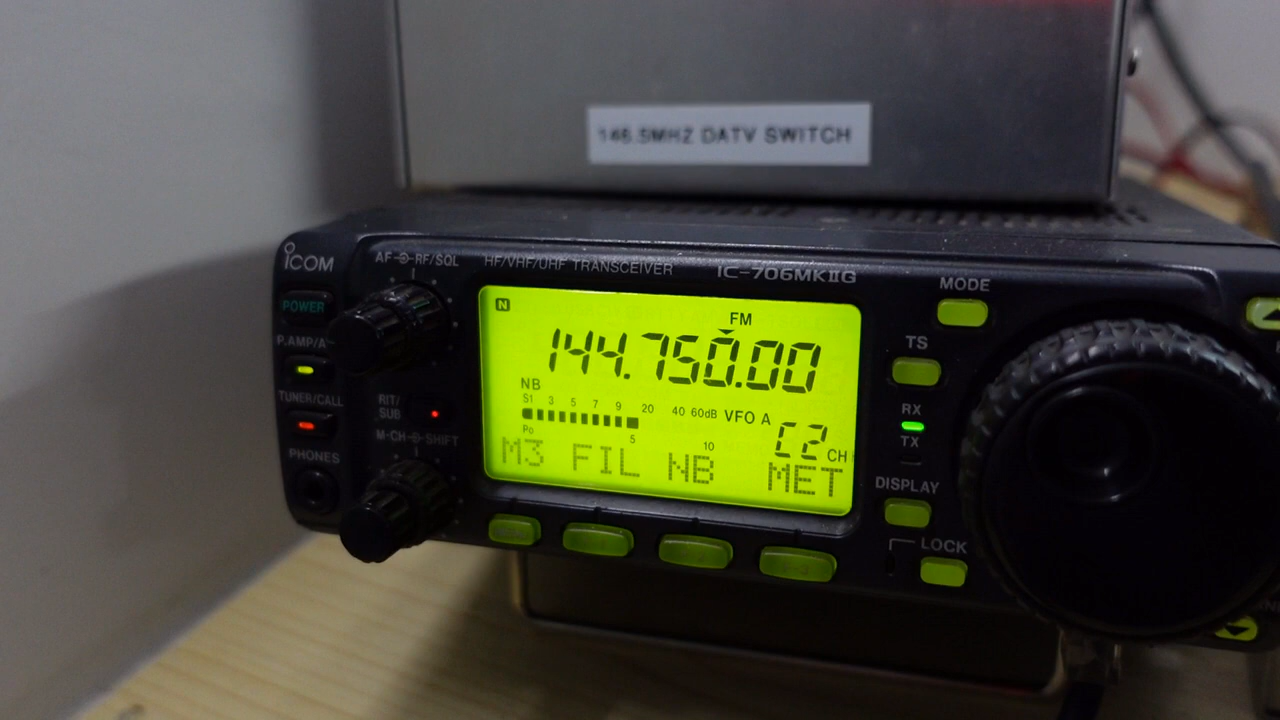 146.5MHZ DATV SWITCH
ICOM
AF RF/SQL
HF/VHF/UHF TRANSCEIVER
IC-706MKIIG
MODE
POWER
N
FM
144.750.00
P.AMP/A
TS
NB
S1 3 5 7 9 20 40 60dB VFO A
TUNER/CALL
RIT/
SUB
RX
Po 5 10
C2 CH
TX
M-CH SHIFT
M3 FIL NB MET
PHONES
DISPLAY
LOCK